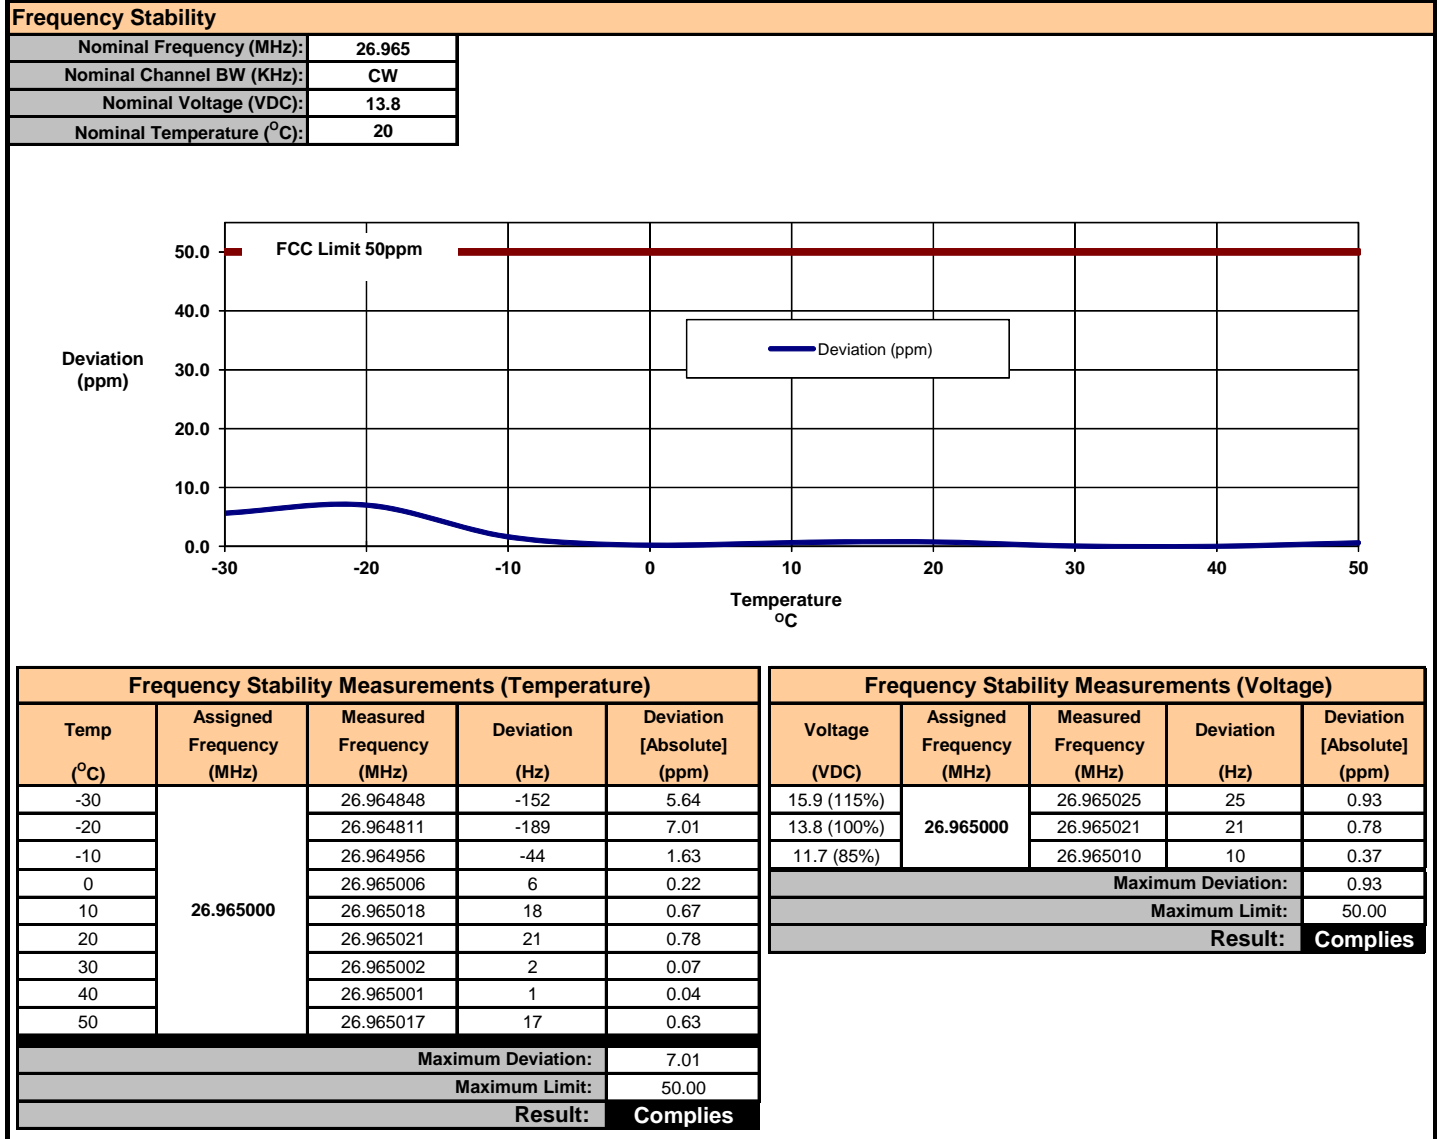 Frequency Stability
Nominal Frequency (MHz): 26.965
Nominal Channel BW (KHz): CW
Nominal Voltage (VDC): 13.8
Nominal Temperature (°C): 20
50.0
FCC Limit 50ppm
40.0
Deviation (ppm)
Deviation
(ppm)
30.0
20.0
10.0
0.0
-30 -20 -10 0 10 20 30 40 50
Temperature
°C
Frequency Stability Measurements (Temperature)
Temp Assigned Measured Deviation Deviation
Frequency Frequency [Absolute]
(°C) (MHz) (MHz) (Hz) (ppm)
-30 26.964848 -152 5.64
-20 26.964811 -189 7.01
-10 26.964956 -44 1.63
0 26.965006 6 0.22
10 26.965000 26.965018 18 0.67
20 26.965021 21 0.78
30 26.965002 2 0.07
40 26.965001 1 0.04
50 26.965017 17 0.63
Maximum Deviation: 7.01
Maximum Limit: 50.00
Result: Complies
Frequency Stability Measurements (Voltage)
Voltage Assigned Measured Deviation Deviation
Frequency Frequency [Absolute]
(VDC) (MHz) (MHz) (Hz) (ppm)
15.9 (115%) 26.965025 25 0.93
13.8 (100%) 26.965000 26.965021 21 0.78
11.7 (85%) 26.965010 10 0.37
Maximum Deviation: 0.93
Maximum Limit: 50.00
Result: Complies